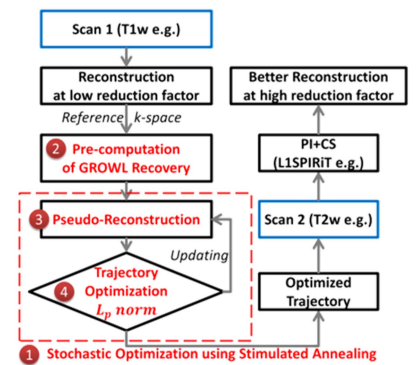 Scan 1 (T1w e.g.)
Reconstruction
at low reduction factor
Reference k-space
2 Pre-computation
of GROWL Recovery
3 Pseudo-Reconstruction
Updating
4 Trajectory
Optimization
Lp norm
1 Stochastic Optimization using Stimulated Annealing
Better Reconstruction
at high reduction factor
PI+CS
(L1SPIRiT e.g.)
Scan 2 (T2w e.g.)
Optimized
Trajectory